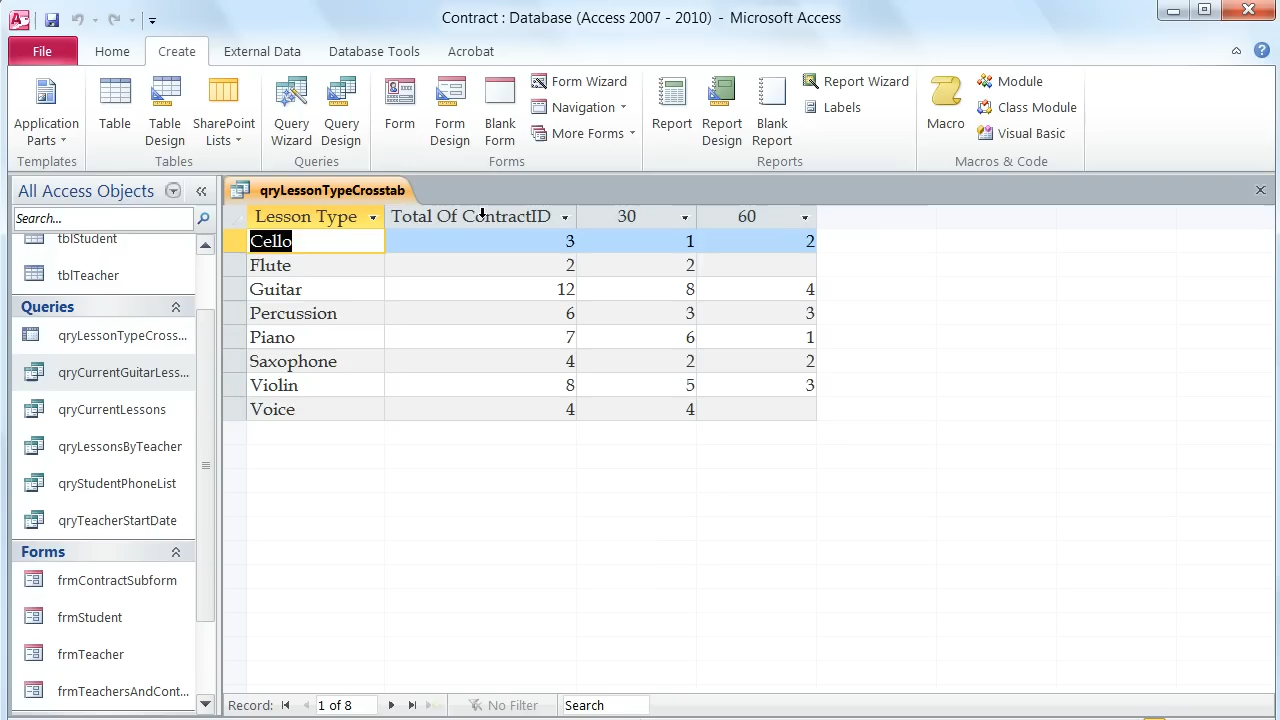 Contract : Database (Access 2007 - 2010) - Microsoft Access
File Home Create External Data Database Tools Acrobat
Application Parts
Table
Table Design
SharePoint Lists
Query Wizard
Query Design
Form
Form Design
Blank Form
Form Wizard
Navigation
More Forms
Report
Report Design
Blank Report
Report Wizard
Labels
Macro
Module
Class Module
Visual Basic
Templates Tables Queries Forms Reports Macros & Code
All Access Objects
Search...
tblStudent
tblTeacher
Queries
qryLessonTypeCross...
qryCurrentGuitarLess...
qryCurrentLessons
qryLessonsByTeacher
qryStudentPhoneList
qryTeacherStartDate
Forms
frmContractSubform
frmStudent
frmTeacher
frmTeachersAndCont...
qryLessonTypeCrosstab
Lesson Type Total Of ContractID 30 60
Cello 3 1 2
Flute 2 2
Guitar 12 8 4
Percussion 6 3 3
Piano 7 6 1
Saxophone 4 2 2
Violin 8 5 3
Voice 4 4
Record: 1 of 8 No Filter Search